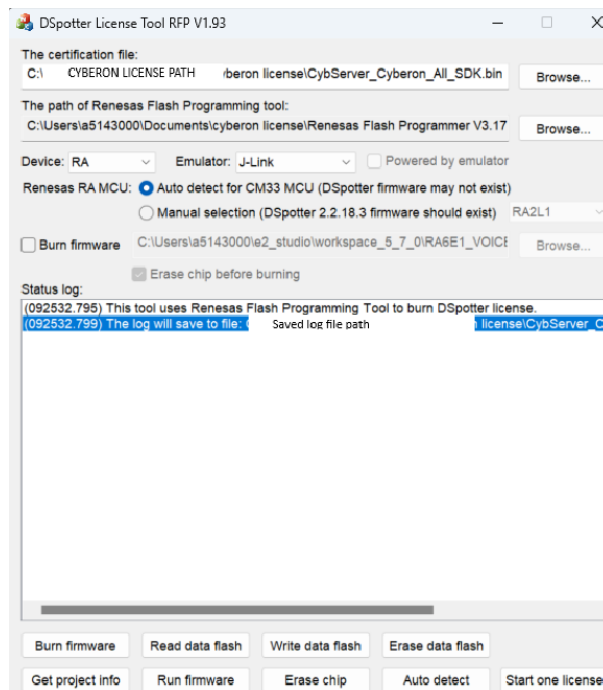 DSpotter License Tool RFP V1.93
The certification file:
C:\ CYBERON LICENSE PATH yberon license\CybServer_Cyberon_All_SDK.bin Browse...
The path of Renesas Flash Programming tool:
C:\Users\a5143000\Documents\cyberon license\Renesas Flash Programmer V3.17 Browse...
Device: RA Emulator: J-Link Powered by emulator
Renesas RA MCU: Auto detect for CM33 MCU (DSpotter firmware may not exist)
Manual selection (DSpotter 2.2.18.3 firmware should exist) RA2L1
Burn firmware C:\Users\a5143000\e2_studio\workspace_5_7_0\RA6E1_VOICE Browse...
Erase chip before burning
Status log:
(092532.795) This tool uses Renesas Flash Programming Tool to burn DSpotter license.
(092532.799) The log will save to file: Saved log file path license\CybServer_C
Burn firmware Read data flash Write data flash Erase data flash
Get project info Run firmware Erase chip Auto detect Start one license